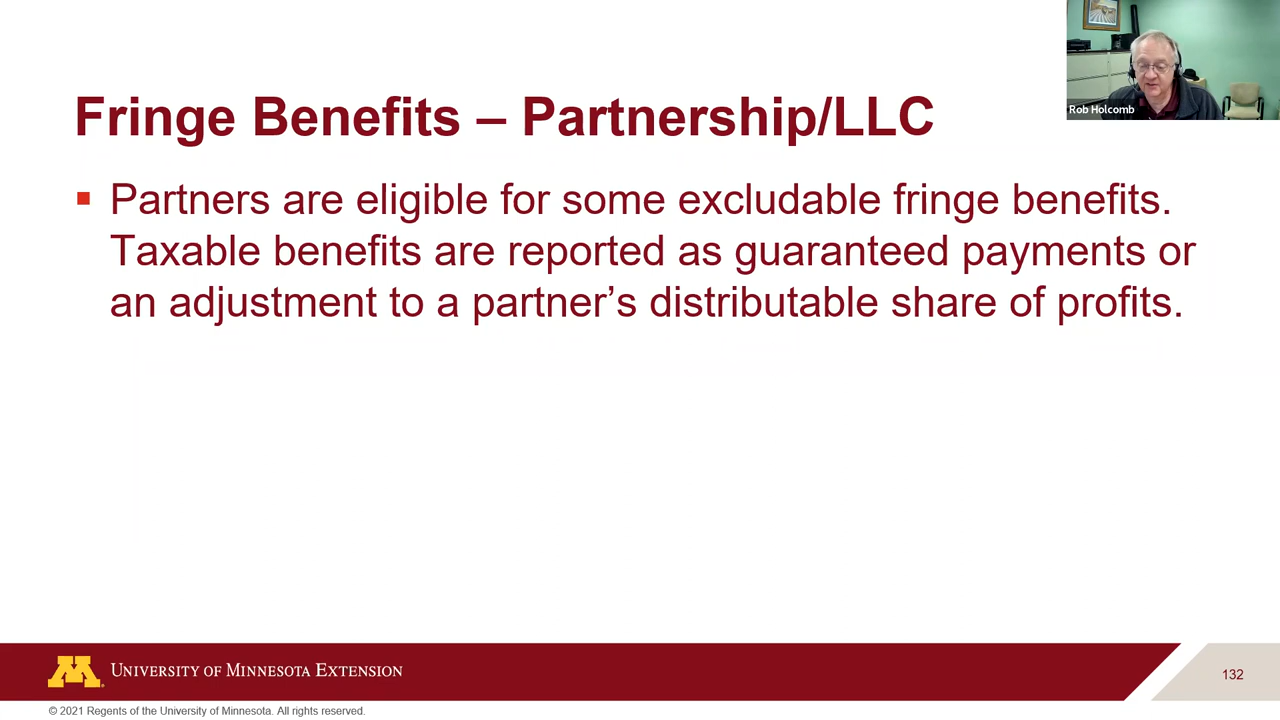 Rob Holcomb
Fringe Benefits – Partnership/LLC
▪ Partners are eligible for some excludable fringe benefits.
Taxable benefits are reported as guaranteed payments or
an adjustment to a partner’s distributable share of profits.
UNIVERSITY OF MINNESOTA EXTENSION
132
© 2021 Regents of the University of Minnesota. All rights reserved.